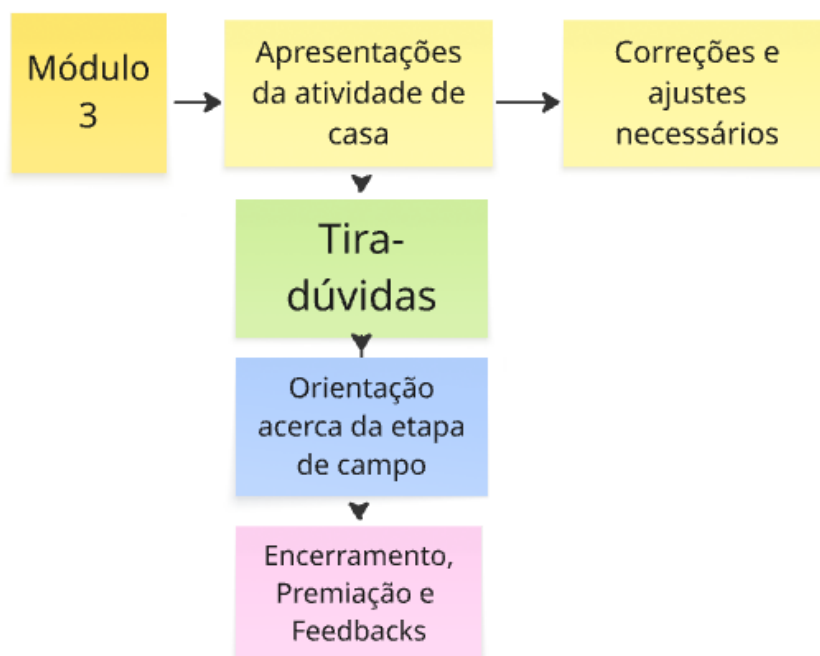 Módulo
3
Apresentações
da atividade de
casa
Correções e
ajustes
necessários
Tira-
dúvidas
Orientação
acerca da etapa
de campo
Encerramento,
Premiação e
Feedbacks